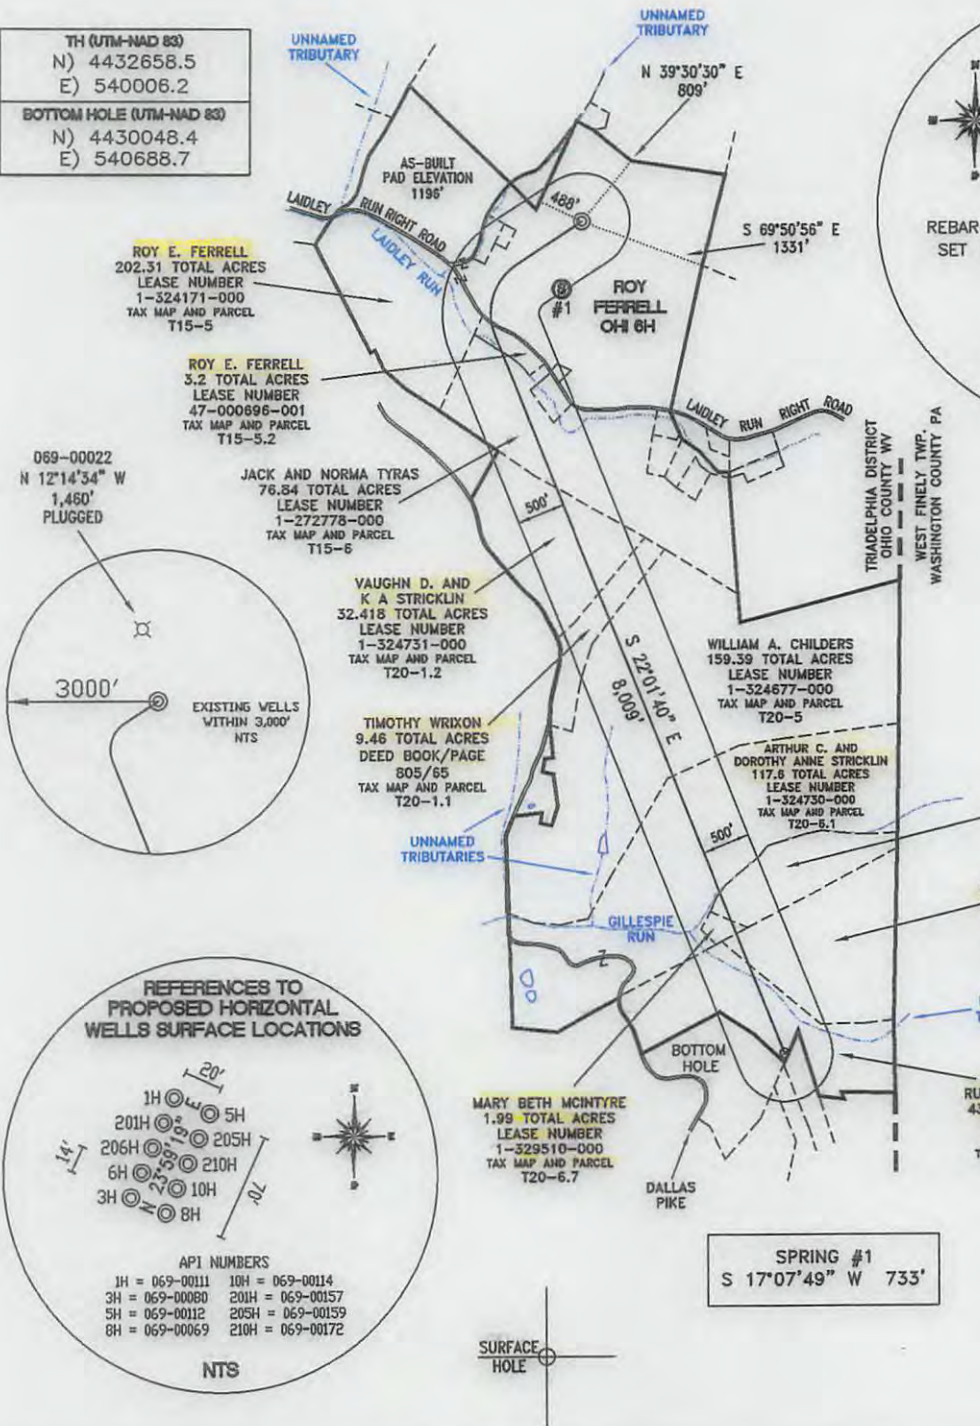 TH (UTM-NAD 83)
N) 4432658.5
E) 540006.2
BOTTOM HOLE (UTM-NAD 83)
N) 4430048.4
E) 540688.7
UNNAMED
TRIBUTARY
UNNAMED
TRIBUTARY
N 39°30'30" E
809'
AS-BUILT
PAD ELEVATION
1196'
LAIDLEY RUN RIGHT ROAD
LAIDLEY RUN
488'
S 69°50'56" E
1331'
REBAR
SET
ROY
FERRELL
OHI 6H
#1
ROY E. FERRELL
202.31 TOTAL ACRES
LEASE NUMBER
1-324171-000
TAX MAP AND PARCEL
T15-5
ROY E. FERRELL
3.2 TOTAL ACRES
LEASE NUMBER
47-000696-001
TAX MAP AND PARCEL
T15-5.2
LAIDLEY RUN RIGHT ROAD
TRIADELPHIA DISTRICT
OHIO COUNTY WV
WEST FINELY TWP.
WASHINGTON COUNTY PA
069-00022
N 12°14'34" W
1,460'
PLUGGED
JACK AND NORMA TYRAS
76.84 TOTAL ACRES
LEASE NUMBER
1-272778-000
TAX MAP AND PARCEL
T15-6
500'
VAUGHN D. AND
K A STRICKLIN
32.418 TOTAL ACRES
LEASE NUMBER
1-324731-000
TAX MAP AND PARCEL
T20-1.2
S 22°01'40" E
8,009'
WILLIAM A. CHILDERS
159.39 TOTAL ACRES
LEASE NUMBER
1-324677-000
TAX MAP AND PARCEL
T20-5
3000'
EXISTING WELLS
WITHIN 3,000'
NTS
TIMOTHY WRIXON
9.46 TOTAL ACRES
DEED BOOK/PAGE
805/65
TAX MAP AND PARCEL
T20-1.1
ARTHUR C. AND
DOROTHY ANNE STRICKLIN
117.6 TOTAL ACRES
LEASE NUMBER
1-324730-000
TAX MAP AND PARCEL
T20-6.1
500'
UNNAMED
TRIBUTARIES
GILLESPIE
RUN
REFERENCES TO
PROPOSED HORIZONTAL
WELLS SURFACE LOCATIONS
20'
1H
5H
201H
205H
206H
210H
14'
6H
10H
3H
8H
N 23°59'19" E
70'
API NUMBERS
1H = 069-00111 10H = 069-00114
3H = 069-00080 201H = 069-00157
5H = 069-00112 205H = 069-00159
8H = 069-00069 210H = 069-00172
NTS
BOTTOM
HOLE
MARY BETH MCINTYRE
1.99 TOTAL ACRES
LEASE NUMBER
1-329510-000
TAX MAP AND PARCEL
T20-6.7
DALLAS
PIKE
SPRING #1
S 17°07'49" W 733'
SURFACE
HOLE